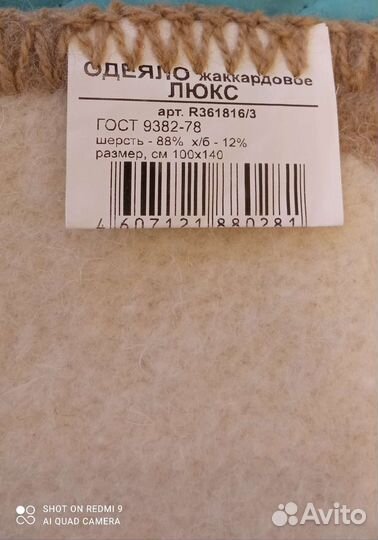 ОДЕЯЛО жаккардовое
ЛЮКС
арт. R361816/3
ГОСТ 9382-78
шерсть - 88% х/б - 12%
размер, см 100x140
4 607121 880281
SHOT ON REDMI 9
AI QUAD CAMERA
Avito